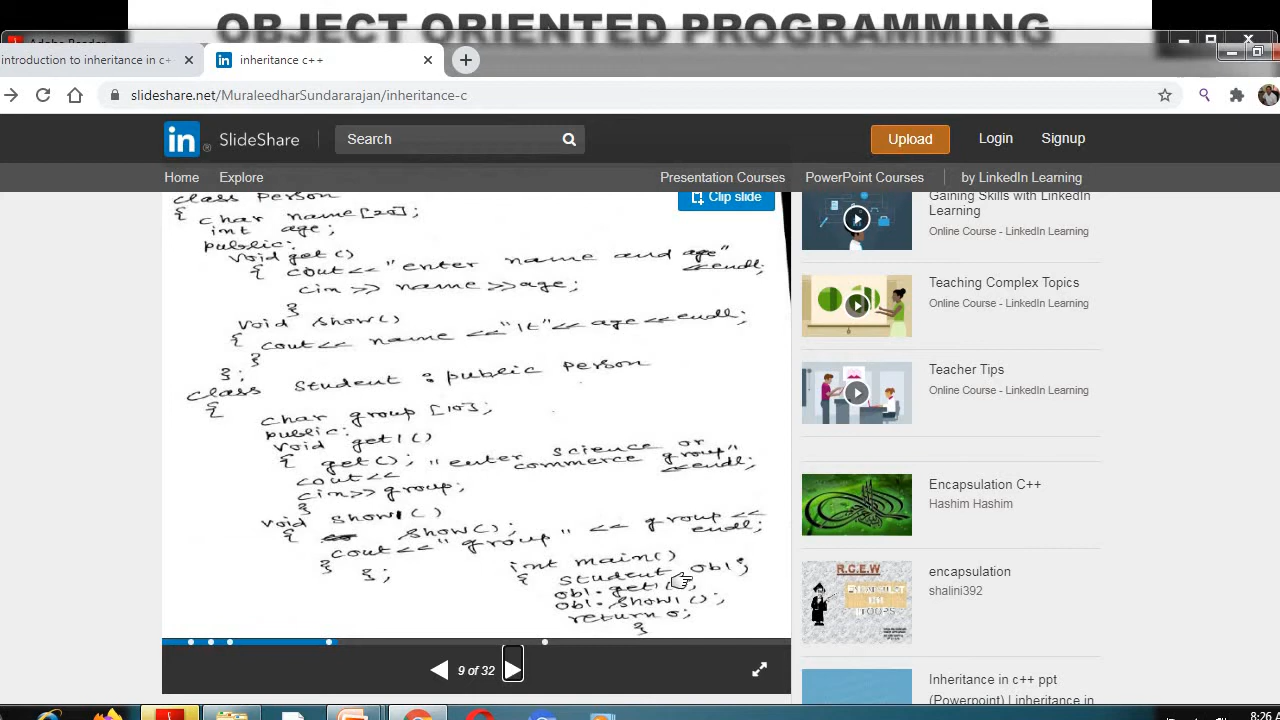 OBJECT ORIENTED PROGRAMMING
Adobe Reader
introduction to inheritance in c+
inheritance c++
slideshare.net/MuraleedharSundararajan/inheritance-c
SlideShare
Search
Upload
Login
Signup
Home
Explore
Presentation Courses
PowerPoint Courses
by LinkedIn Learning
Clip slide
class Person
{ char name[20];
int age;
public:
void get()
{ cout<<"enter name and age"
<<endl;
cin >> name >>age;
}
void show()
{ cout<< name <<"\t"<< age<<endl;
}
};
class Student : public Person
{
char group [10];
public:
void get1()
{ get();
cout<< "enter science or
commerce group"
<<endl;
cin>>group;
}
void show1()
{ show();
cout<<"group" << group <<
endl;
}
};
int main()
{ Student ob1;
ob1.get1();
ob1.show1();
return 0;
}
9 of 32
Gaining Skills with LinkedIn
Learning
Online Course - LinkedIn Learning
Teaching Complex Topics
Online Course - LinkedIn Learning
Teacher Tips
Online Course - LinkedIn Learning
Encapsulation C++
Hashim Hashim
R.C.E.W
encapsulation
shalini392
Inheritance in c++ ppt
(Powerpoint) | inheritance in
8:26